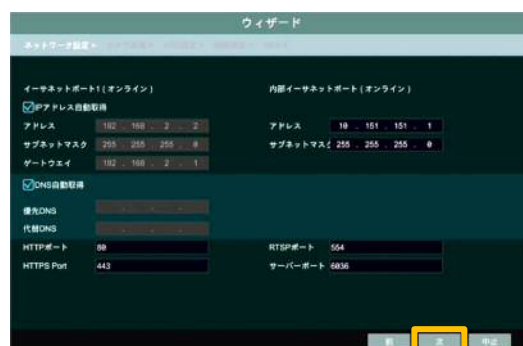 ウィザード
ネットワーク設定
イーサネットポート1(オンライン) 内部イーサネットポート(オンライン)
IPアドレス自動取得
アドレス 192 . 168 . 2 . 2 アドレス 10 . 151 . 151 . 1
サブネットマスク 255 . 255 . 255 . 0 サブネットマスク 255 . 255 . 255 . 0
ゲートウエイ 192 . 168 . 2 . 1
DNS自動取得
優先DNS . . .
代替DNS . . .
HTTPポート 80 RTSPポート 554
HTTPS Port 443 サーバーポート 6036
前 次 中止